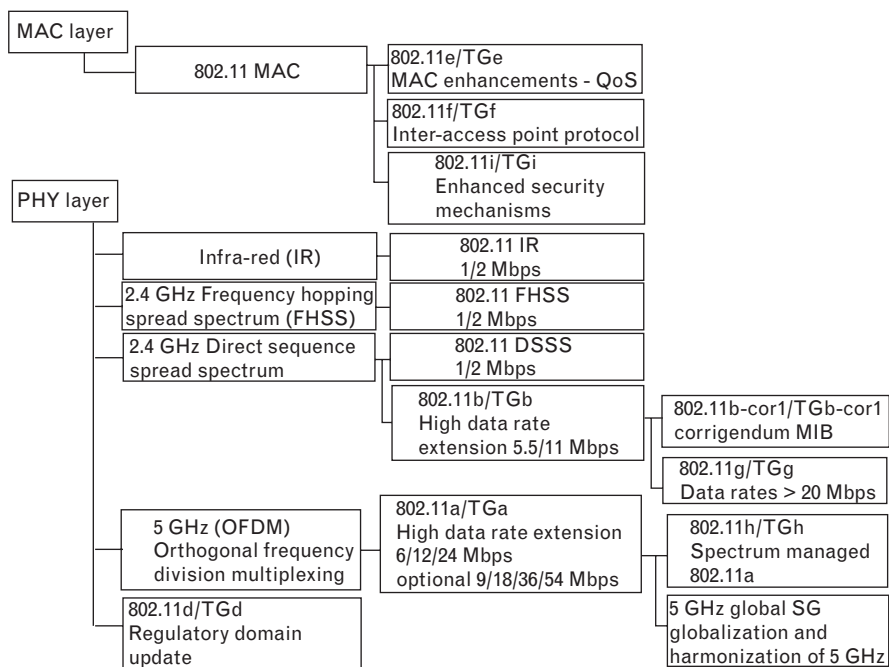 MAC layer
802.11 MAC
802.11e/TGe
MAC enhancements - QoS
802.11f/TGf
Inter-access point protocol
802.11i/TGi
Enhanced security
mechanisms
PHY layer
Infra-red (IR)
802.11 IR
1/2 Mbps
2.4 GHz Frequency hopping
spread spectrum (FHSS)
802.11 FHSS
1/2 Mbps
2.4 GHz Direct sequence
spread spectrum
802.11 DSSS
1/2 Mbps
802.11b/TGb
High data rate
extension 5.5/11 Mbps
802.11b-cor1/TGb-cor1
corrigendum MIB
802.11g/TGg
Data rates > 20 Mbps
5 GHz (OFDM)
Orthogonal frequency
division multiplexing
802.11a/TGa
High data rate extension
6/12/24 Mbps
optional 9/18/36/54 Mbps
802.11h/TGh
Spectrum managed
802.11a
5 GHz global SG
globalization and
harmonization of 5 GHz
802.11d/TGd
Regulatory domain
update